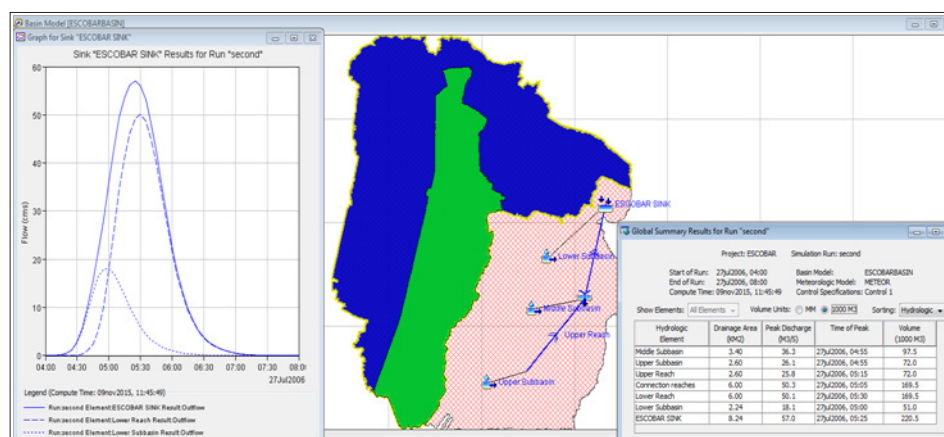 Basin Model [ESCOBARBASIN]
Graph for Sink "ESCOBAR SINK"
Sink "ESCOBAR SINK" Results for Run "second"
60
50
40
30
20
10
0
Flow (cms)
04:00 04:30 05:00 05:30 06:00 06:30 07:00 07:30 08:0
27Jul2006
Legend (Compute Time: 09nov2015, 11:45:49)
Run:second Element:ESCOBAR SINK Result:Outflow
Run:second Element:Lower Reach Result:Outflow
Run:second Element:Lower Subbasin Result:Outflow
ESCOBAR SINK
Lower Subbasin
Middle Subbasin
Upper Reach
Upper Subbasin
Global Summary Results for Run "second"
Project: ESCOBAR Simulation Run: second
Start of Run: 27jul2006, 04:00 Basin Model: ESCOBARBASIN
End of Run: 27jul2006, 08:00 Meteorologic Model: METEOR
Compute Time: 09nov2015, 11:45:49 Control Specifications: Control 1
Show Elements: All Elements Volume Units: MM 1000 M3 Sorting: Hydrologic
Hydrologic Element Drainage Area (KM2) Peak Discharge (M3/S) Time of Peak Volume (1000 M3)
Middle Subbasin 3.40 36.3 27jul2006, 04:55 97.5
Upper Subbasin 2.60 26.1 27jul2006, 04:55 72.0
Upper Reach 2.60 25.8 27jul2006, 05:15 72.0
Connection reaches 6.00 50.3 27jul2006, 05:05 169.5
Lower Reach 6.00 50.1 27jul2006, 05:30 169.5
Lower Subbasin 2.24 18.1 27jul2006, 05:00 51.0
ESCOBAR SINK 8.24 57.0 27jul2006, 05:25 220.5